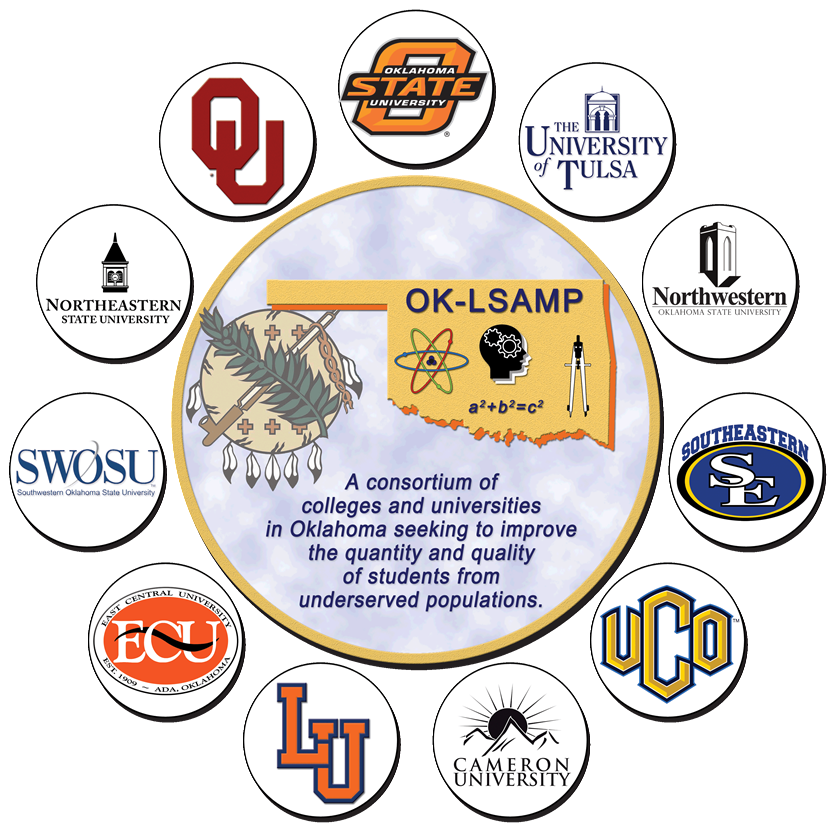 OKLAHOMA
STATE
UNIVERSITY
®
OU
THE
UNIVERSITY
of TULSA
NORTHEASTERN
STATE UNIVERSITY
Northwestern
OKLAHOMA STATE UNIVERSITY
OK-LSAMP
a²+b²=c²
SWOSU
Southwestern Oklahoma State University
SOUTHEASTERN
SE
A consortium of
colleges and universities
in Oklahoma seeking to improve
the quantity and quality
of students from
underserved populations.
EAST CENTRAL UNIVERSITY
ECU
EST. 1909 ~ ADA, OKLAHOMA
UCO™
LU
CAMERON
UNIVERSITY